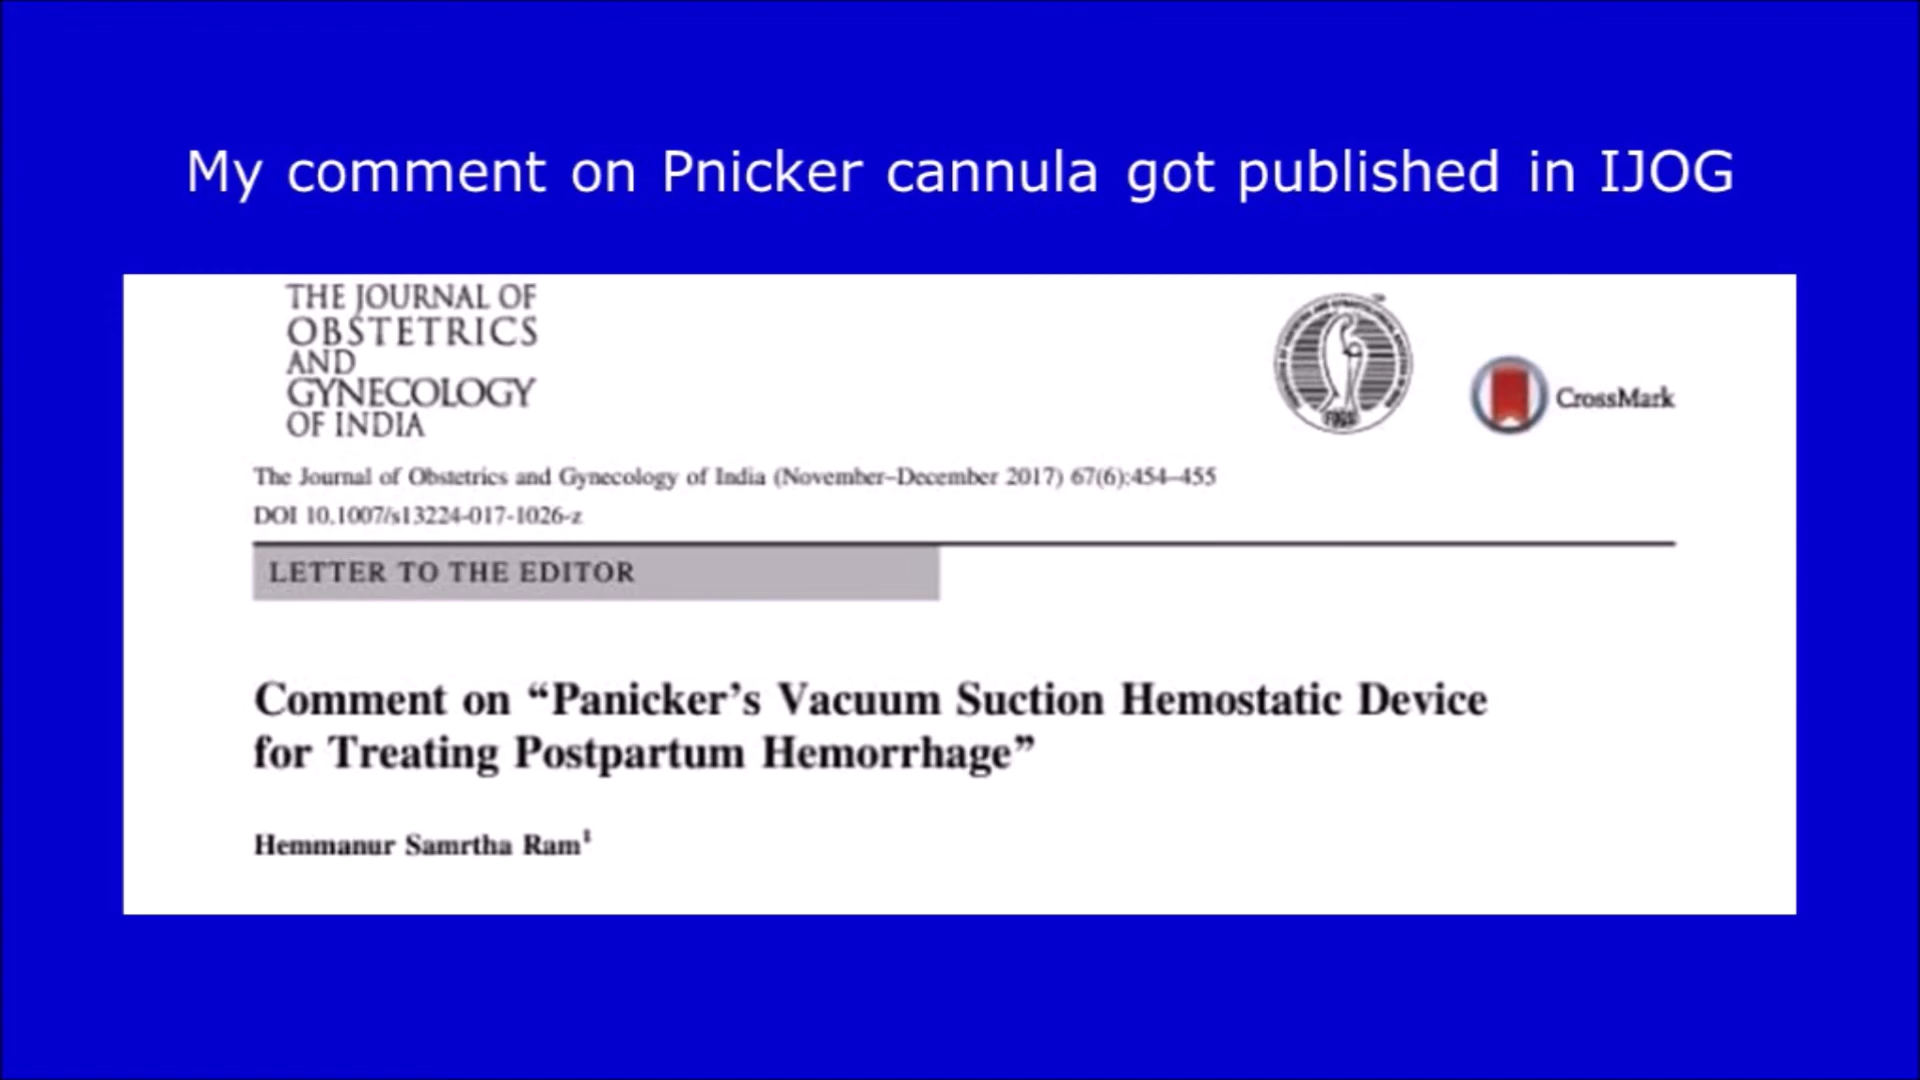 My comment on Pnicker cannula got published in IJOG
THE JOURNAL OF
OBSTETRICS
AND
GYNECOLOGY
OF INDIA
CrossMark
The Journal of Obstetrics and Gynecology of India (November–December 2017) 67(6):454–455
DOI 10.1007/s13224-017-1026-z
LETTER TO THE EDITOR
Comment on “Panicker’s Vacuum Suction Hemostatic Device
for Treating Postpartum Hemorrhage”
Hemmanur Samrtha Ram¹